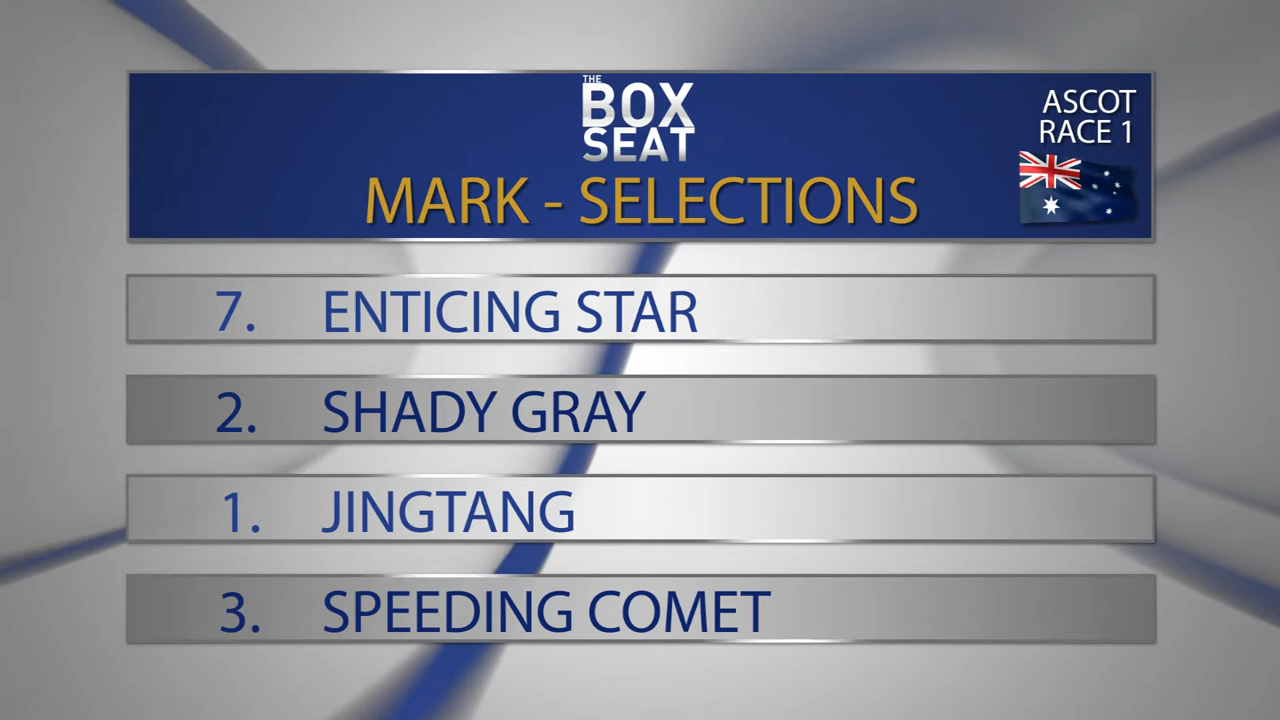 THE
BOX
SEAT
MARK - SELECTIONS
ASCOT
RACE 1
7. ENTICING STAR
2. SHADY GRAY
1. JINGTANG
3. SPEEDING COMET